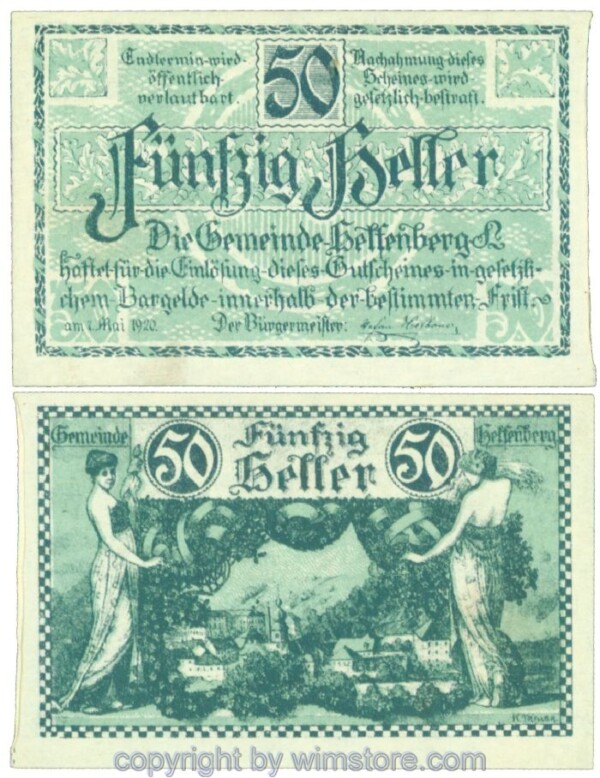 Endtermin wird
öffentlich
verlautbart.
50
Nachahmung dieses
Scheines wird
gesetzlich bestraft.
Fünfzig Heller
Die Gemeinde Helfenberg
haftet für die Einlösung dieses Gutscheines in gesetzli-
chem Bargelde innerhalb der bestimmten Frist
am 1. Mai 1920. Der Bürgermeister:
Gemeinde
50
Fünfzig
Heller
50
Helfenberg
copyright by wimstore.com